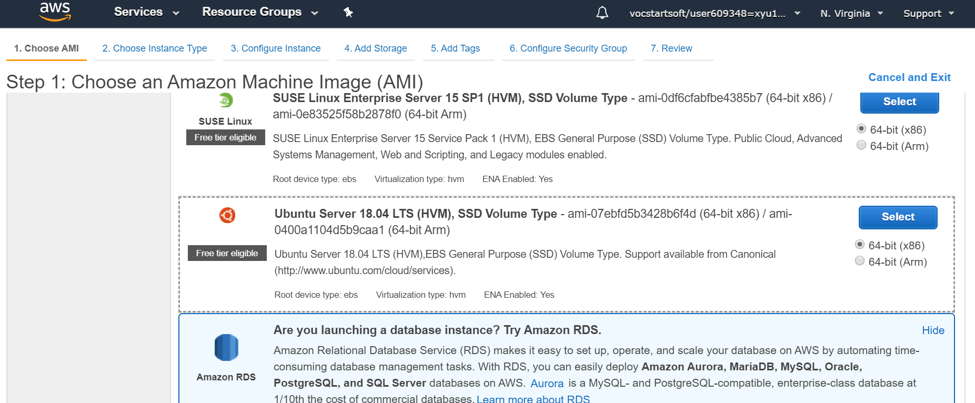 aws
Services
Resource Groups
vocstartsoft/user609348=xyu1...
N. Virginia
Support
1. Choose AMI
2. Choose Instance Type
3. Configure Instance
4. Add Storage
5. Add Tags
6. Configure Security Group
7. Review
Step 1: Choose an Amazon Machine Image (AMI)
Cancel and Exit
SUSE Linux
Free tier eligible
SUSE Linux Enterprise Server 15 SP1 (HVM), SSD Volume Type - ami-0df6cfabfbe4385b7 (64-bit x86) /
ami-0e83525f58b2878f0 (64-bit Arm)
SUSE Linux Enterprise Server 15 Service Pack 1 (HVM), EBS General Purpose (SSD) Volume Type. Public Cloud, Advanced
Systems Management, Web and Scripting, and Legacy modules enabled.
Root device type: ebs
Virtualization type: hvm
ENA Enabled: Yes
Select
64-bit (x86)
64-bit (Arm)
Free tier eligible
Ubuntu Server 18.04 LTS (HVM), SSD Volume Type - ami-07ebfd5b3428b6f4d (64-bit x86) / ami-
0400a1104d5b9caa1 (64-bit Arm)
Ubuntu Server 18.04 LTS (HVM),EBS General Purpose (SSD) Volume Type. Support available from Canonical
(http://www.ubuntu.com/cloud/services).
Root device type: ebs
Virtualization type: hvm
ENA Enabled: Yes
Select
64-bit (x86)
64-bit (Arm)
Amazon RDS
Are you launching a database instance? Try Amazon RDS.
Hide
Amazon Relational Database Service (RDS) makes it easy to set up, operate, and scale your database on AWS by automating time-
consuming database management tasks. With RDS, you can easily deploy Amazon Aurora, MariaDB, MySQL, Oracle,
PostgreSQL, and SQL Server databases on AWS. Aurora is a MySQL- and PostgreSQL-compatible, enterprise-class database at
1/10th the cost of commercial databases. Learn more about RDS